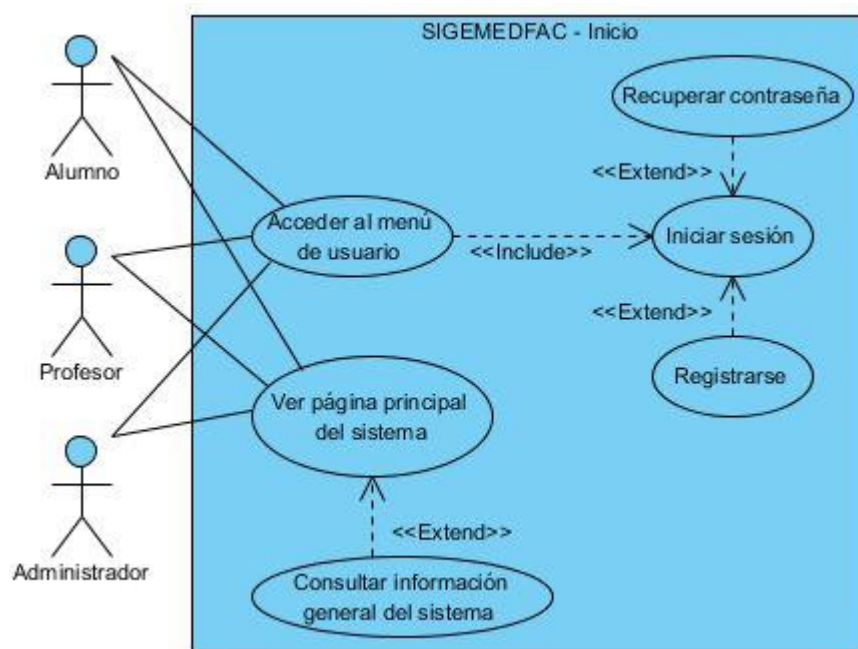 SIGEMEDFAC - Inicio
Recuperar contraseña
Alumno
<<Extend>>
Acceder al menú
de usuario
<<Include>>
Iniciar sesión
<<Extend>>
Profesor
Registrarse
Ver página principal
del sistema
<<Extend>>
Administrador
Consultar información
general del sistema